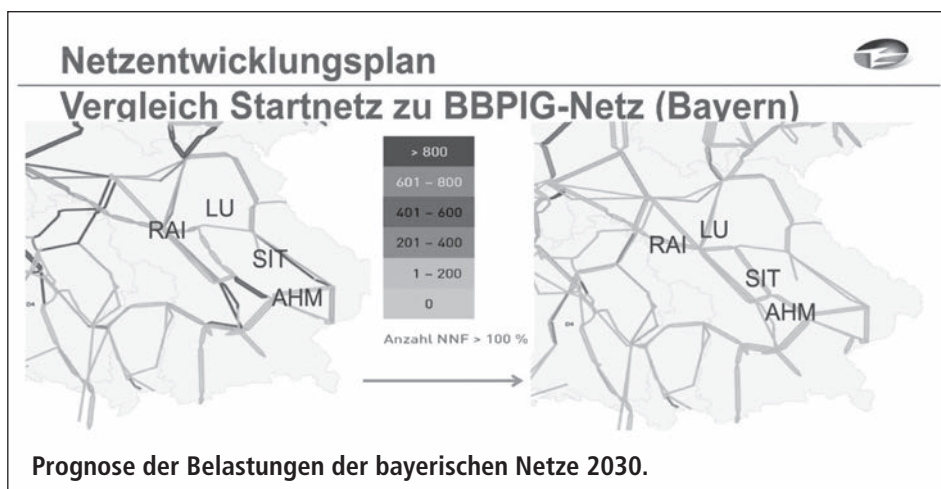 Netzentwicklungsplan
Vergleich Startnetz zu BBPIG-Netz (Bayern)
LU
RAI
SIT
AHM
> 800
601 – 800
401 – 600
201 – 400
1 – 200
0
Anzahl NNF > 100 %
LU
RAI
SIT
AHM
Prognose der Belastungen der bayerischen Netze 2030.